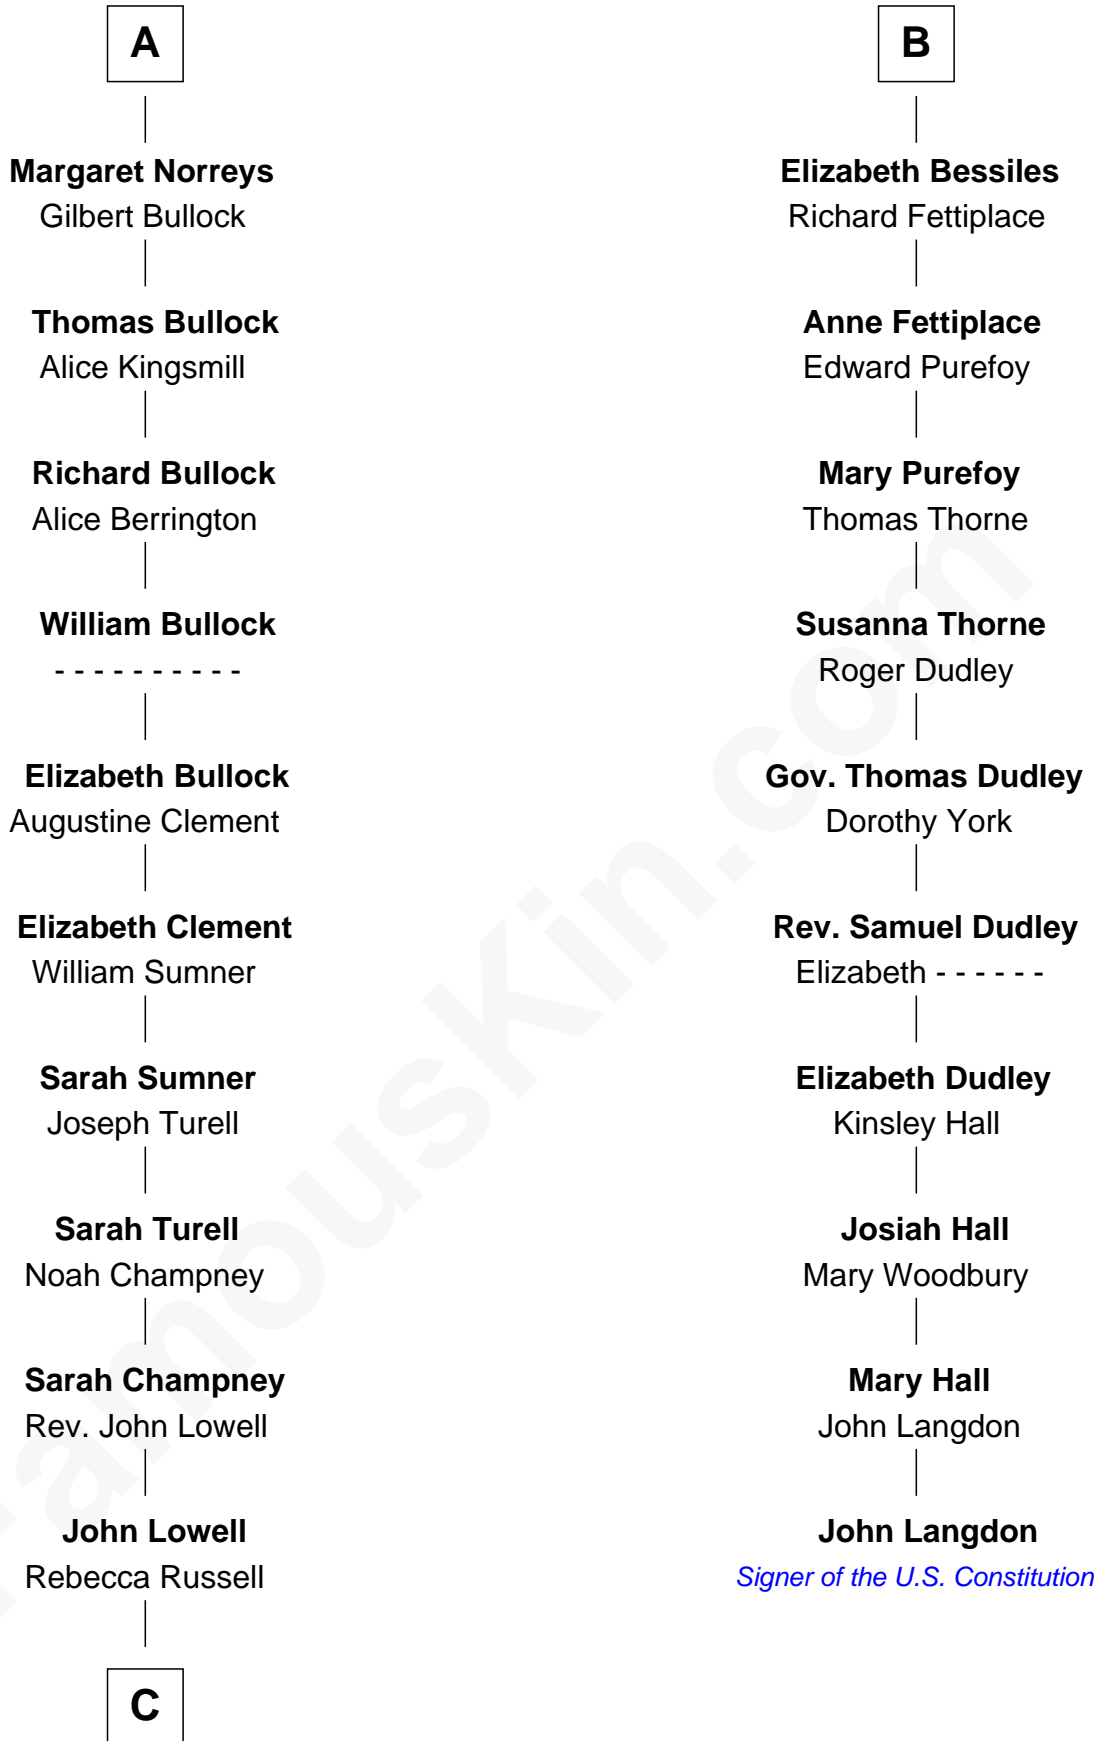 A
Margaret Norreys
Gilbert Bullock
Thomas Bullock
Alice Kingsmill
Richard Bullock
Alice Berrington
William Bullock
- - - - - - - - - -
Elizabeth Bullock
Augustine Clement
Elizabeth Clement
William Sumner
Sarah Sumner
Joseph Turell
Sarah Turell
Noah Champney
Sarah Champney
Rev. John Lowell
John Lowell
Rebecca Russell
C
B
Elizabeth Bessiles
Richard Fettiplace
Anne Fettiplace
Edward Purefoy
Mary Purefoy
Thomas Thorne
Susanna Thorne
Roger Dudley
Gov. Thomas Dudley
Dorothy York
Rev. Samuel Dudley
Elizabeth - - - - - -
Elizabeth Dudley
Kinsley Hall
Josiah Hall
Mary Woodbury
Mary Hall
John Langdon
John Langdon
Signer of the U.S. Constitution
FamousKin.com